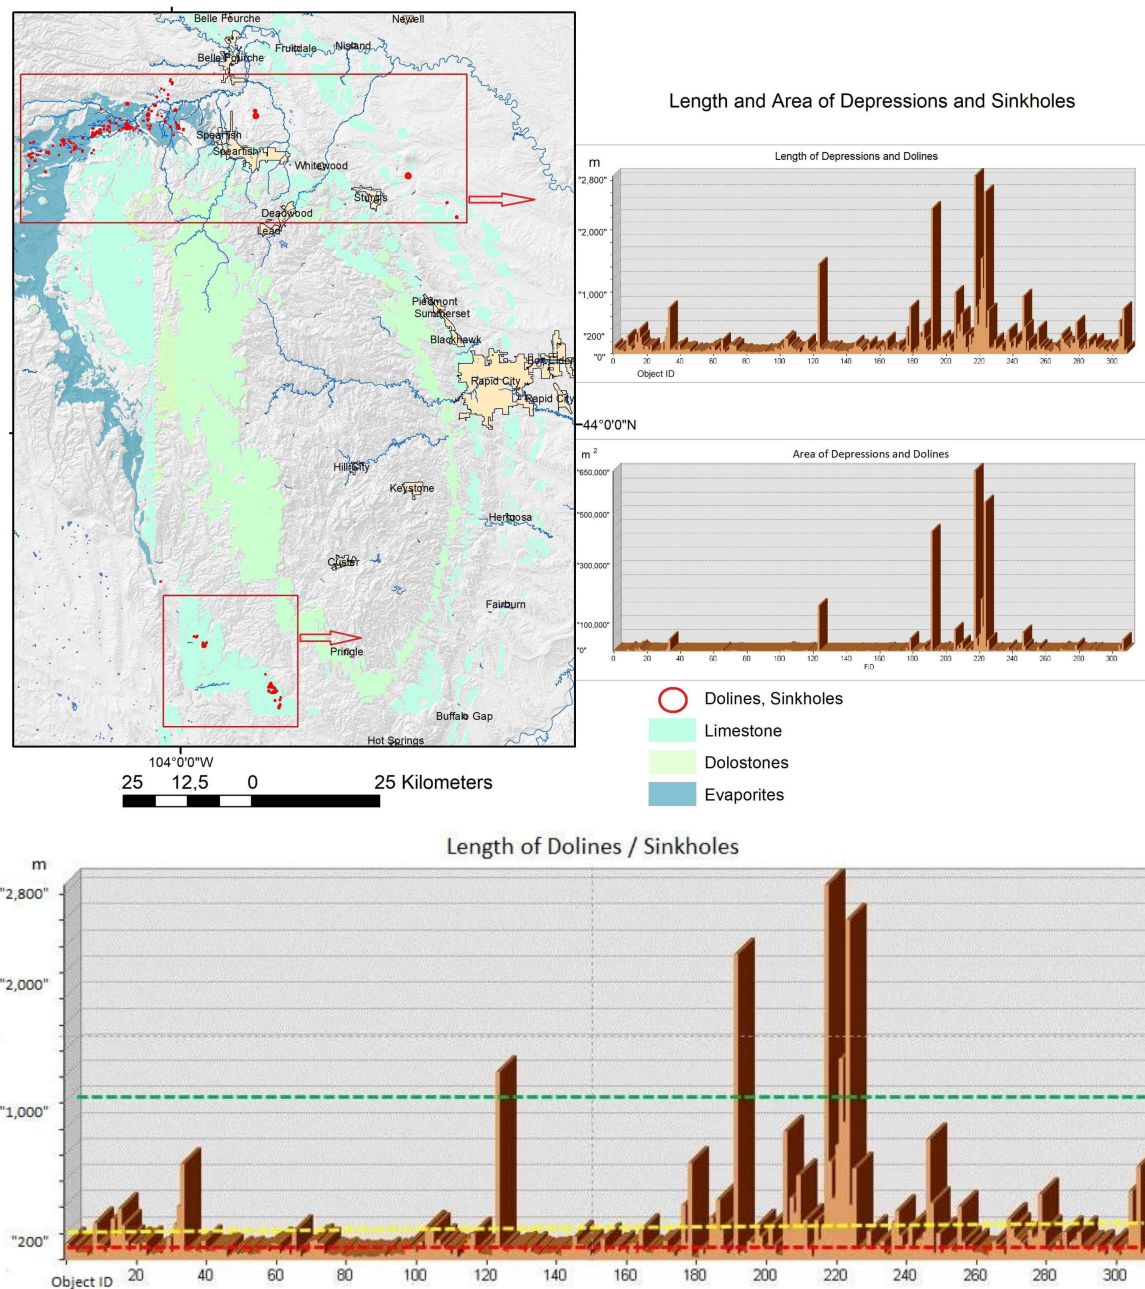 Belle Fourche
Newell
Fruitdale
Nisland
Belle Fourche
Spearfish
Spearfish
Whitewood
Sturgis
Deadwood
Lead
Piedmont
Summerset
Blackhawk
Rapid City
Rapid City
44°0'0"N
Hill City
Keystone
Hermosa
Custer
Fairburn
Pringle
Buffalo Gap
Hot Springs
104°0'0"W
25 12,5 0 25 Kilometers
Length and Area of Depressions and Sinkholes
Length of Depressions and Dolines
m
"2,800"
"2,000"
"1,000"
"200"
"0"
0 20 40 60 80 100 120 140 160 180 200 220 240 260 280 300
Object ID
Area of Depressions and Dolines
m²
"650,000"
"500,000"
"300,000"
"100,000"
"0"
0 20 40 60 80 100 120 140 160 180 200 220 240 260 280 300
FID
Dolines, Sinkholes
Limestone
Dolostones
Evaporites
Length of Dolines / Sinkholes
m
"2,800"
"2,000"
"1,000"
"200"
0 20 40 60 80 100 120 140 160 180 200 220 240 260 280 300
Object ID